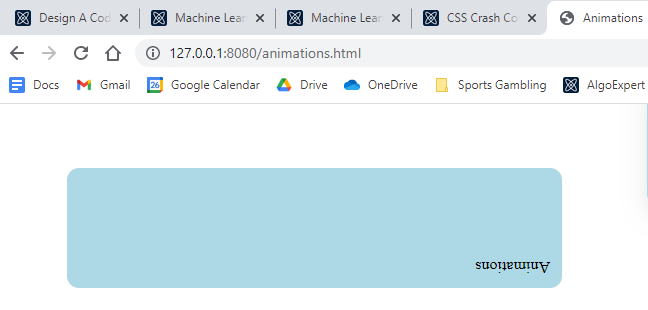 Design A Cod
Machine Lear
Machine Lear
CSS Crash Co
Animations
127.0.0.1:8080/animations.html
Docs
Gmail
26
Google Calendar
Drive
OneDrive
Sports Gambling
AlgoExpert
Animations